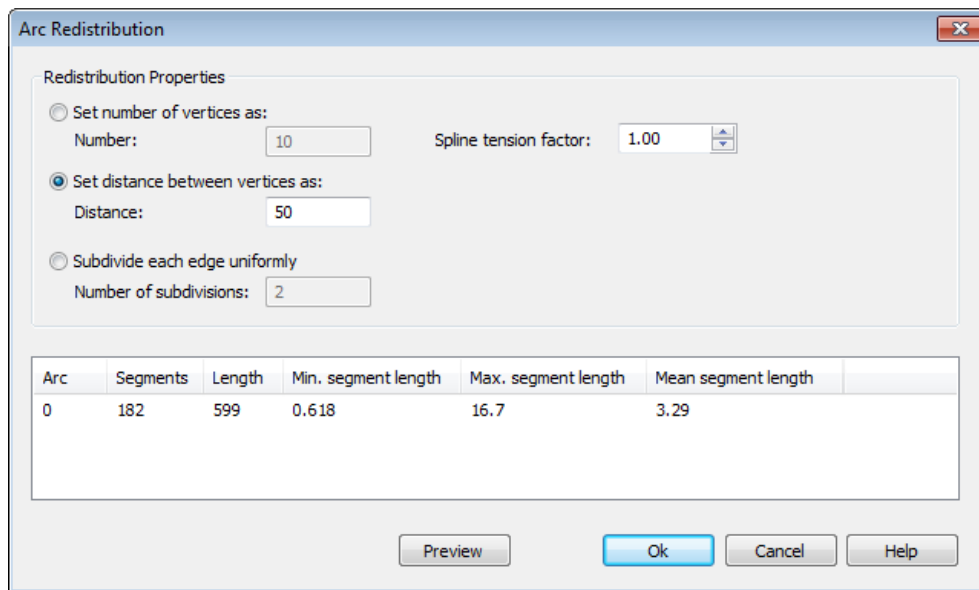 Arc Redistribution
Redistribution Properties
Set number of vertices as:
Number: 10 Spline tension factor: 1.00
Set distance between vertices as:
Distance: 50
Subdivide each edge uniformly
Number of subdivisions: 2
Arc Segments Length Min. segment length Max. segment length Mean segment length
0 182 599 0.618 16.7 3.29
Preview Ok Cancel Help